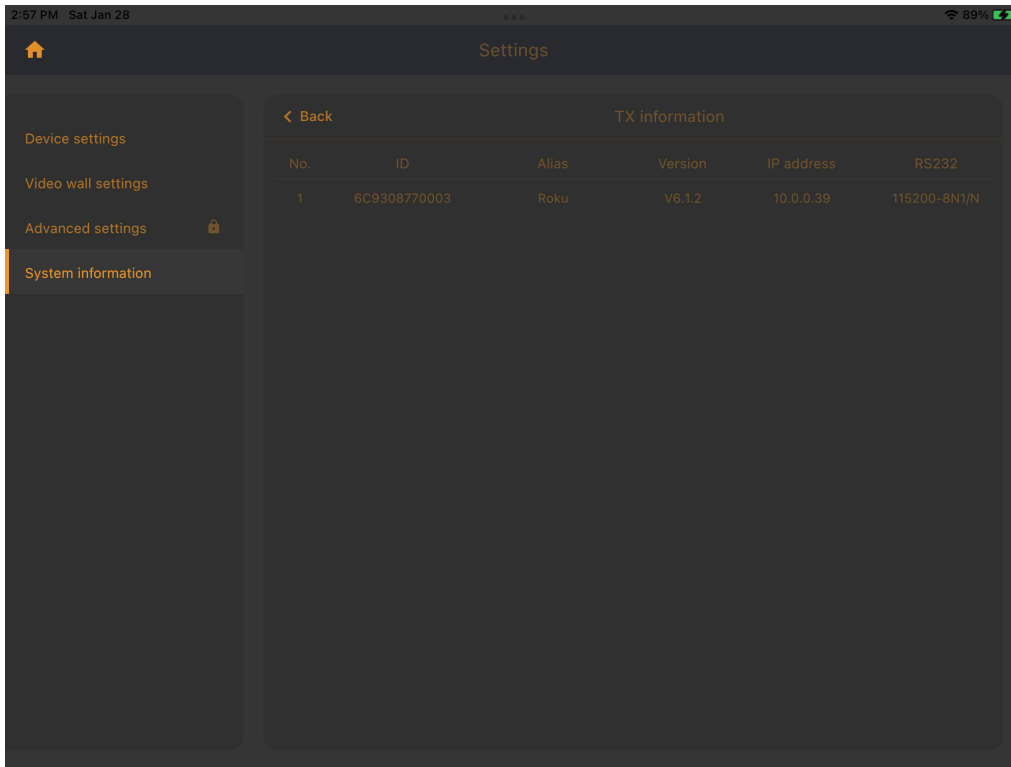 2:57 PM Sat Jan 28
89%
Settings
Back
TX information
Device settings
Video wall settings
Advanced settings
System information
No. ID Alias Version IP address RS232
1 6C9308770003 Roku V6.1.2 10.0.0.39 115200-8N1/N